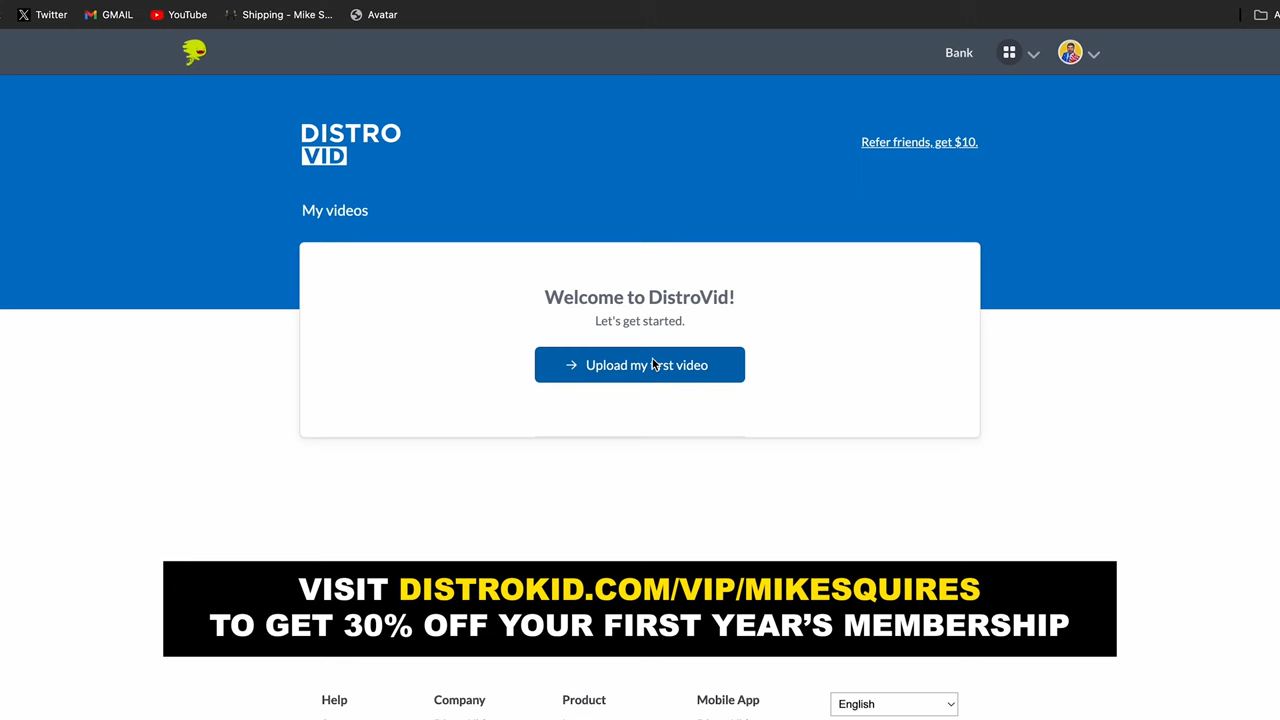 Twitter GMAIL YouTube Shipping - Mike S... Avatar
Bank
DISTRO
VID
Refer friends, get $10.
My videos
Welcome to DistroVid!
Let's get started.
Upload my first video
VISIT DISTROKID.COM/VIP/MIKESQUIRES
TO GET 30% OFF YOUR FIRST YEAR'S MEMBERSHIP
Help Company Product Mobile App English